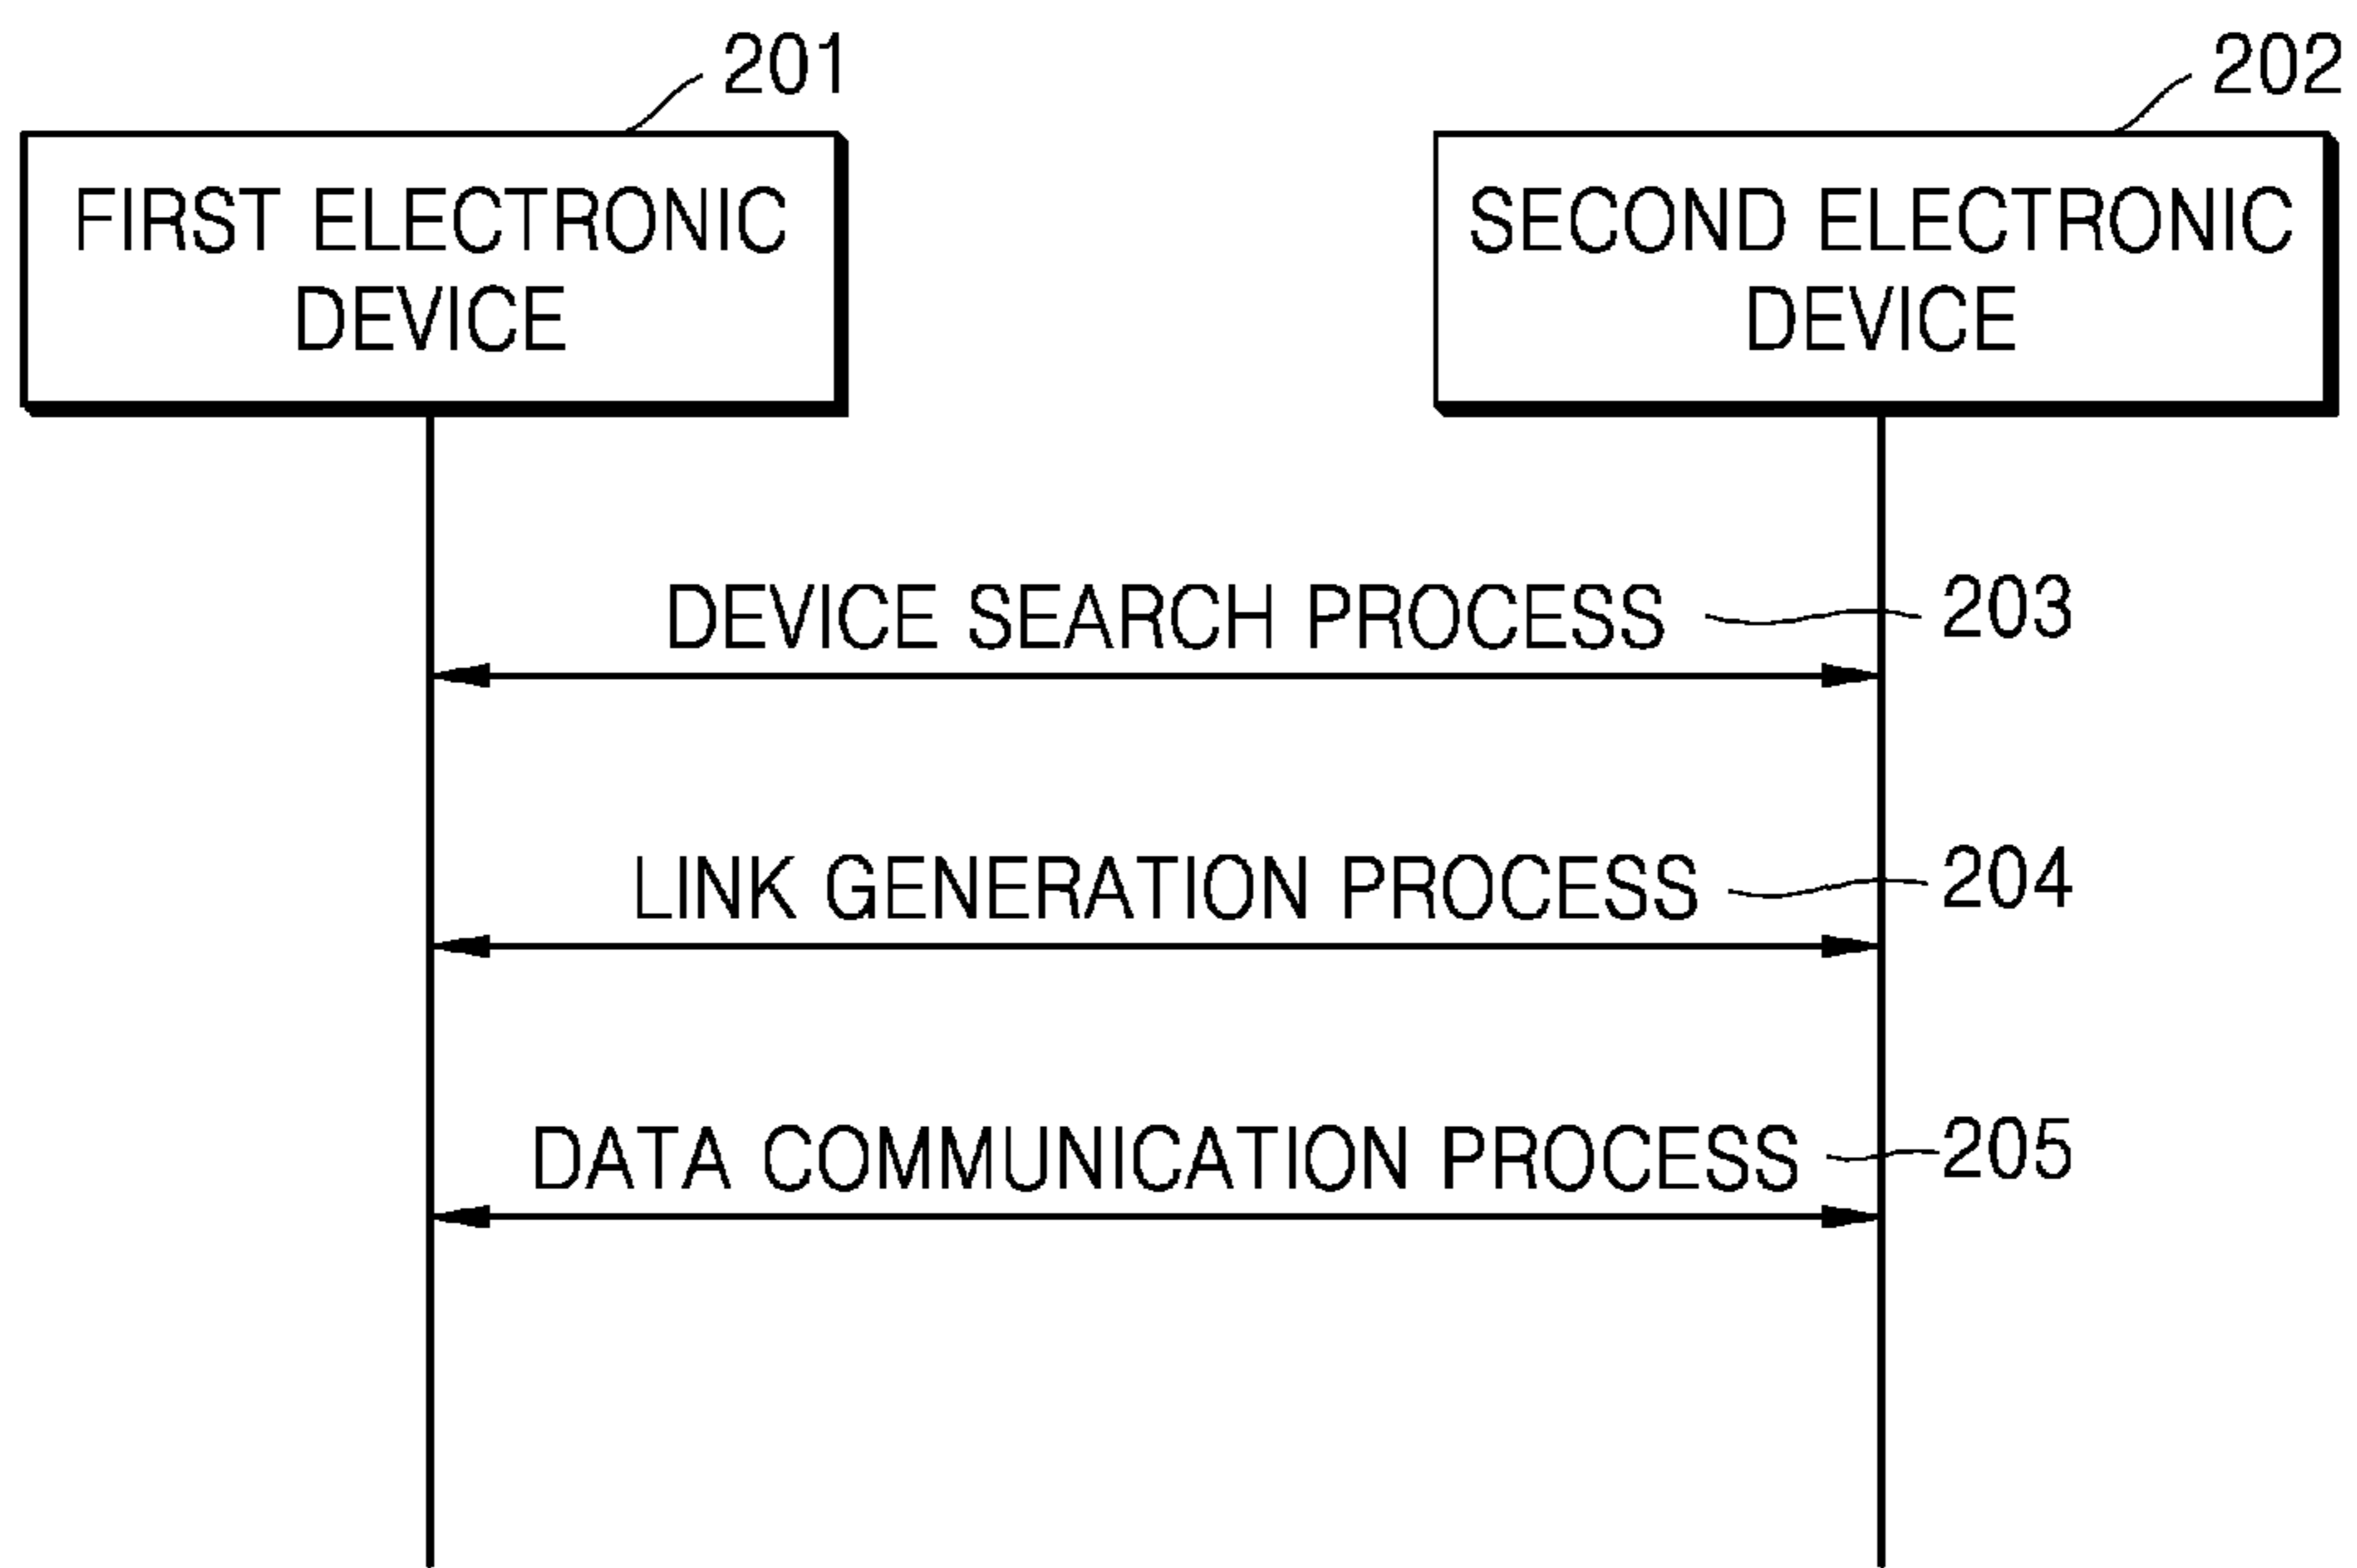 201
202
FIRST ELECTRONIC
DEVICE
SECOND ELECTRONIC
DEVICE
DEVICE SEARCH PROCESS 203
LINK GENERATION PROCESS 204
DATA COMMUNICATION PROCESS 205